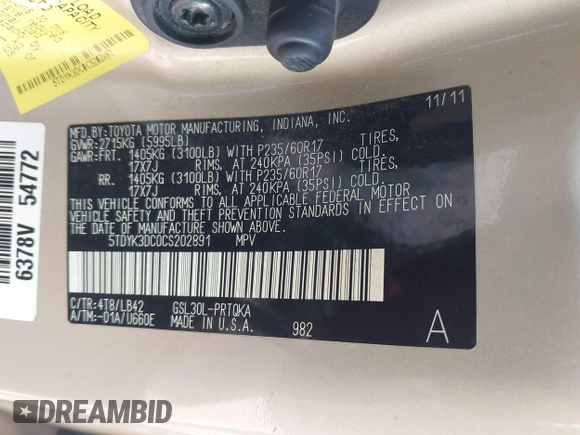 LOAD
CAPACITY
5TDYK3DC0CS202891
6378V 54772
11/11
MFD. BY: TOYOTA MOTOR MANUFACTURING, INDIANA, INC.
GVWR: 2715KG (5995LB)
GAWR: FRT. 1405KG (3100LB) WITH P235/60R17 TIRES,
17X7J RIMS, AT 240KPA (35PSI) COLD,
RR. 1405KG (3100LB) WITH P235/60R17 TIRES,
17X7J RIMS, AT 240KPA (35PSI) COLD.
THIS VEHICLE CONFORMS TO ALL APPLICABLE FEDERAL MOTOR
VEHICLE SAFETY AND THEFT PREVENTION STANDARDS IN EFFECT ON
THE DATE OF MANUFACTURE SHOWN ABOVE.
5TDYK3DC0CS202891 MPV
C/TR: 4T8/LB42 GSL30L-PRTQKA
A/TM: -01A/U660E MADE IN U.S.A. 982
A
DREAMBID